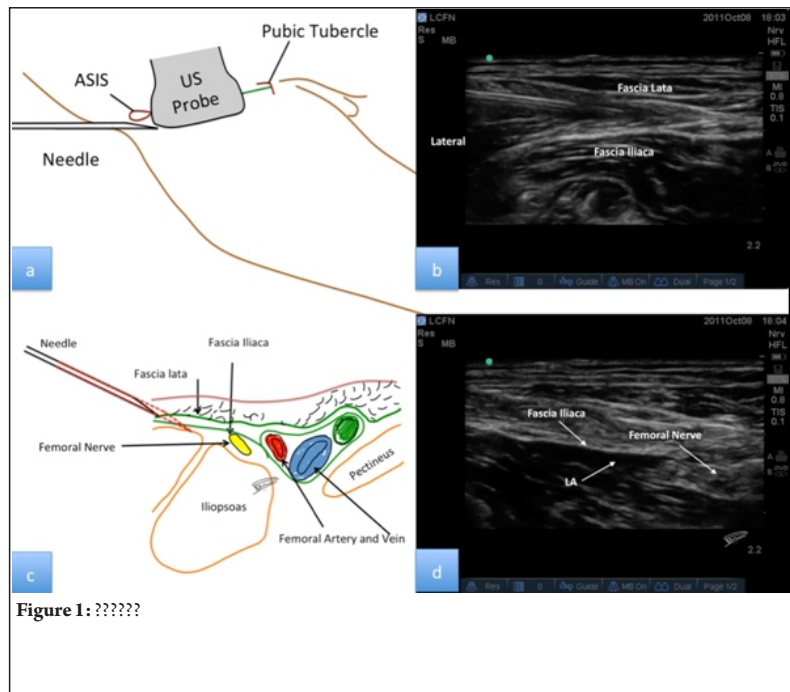 Pubic Tubercle
ASIS
US
Probe
Needle
a
LCFN
2011Oct08 18:03
Res
Nrv
S MB
HFL
MI
0.8
TIS
0.1
Fascia Lata
Lateral
Fascia Iliaca
A
B
2.2
b
Res 0 Guide MB On Dual Page 1/2
Needle
Fascia Iliaca
Fascia lata
Femoral Nerve
Pectineus
Iliopsoas
Femoral Artery and Vein
c
LCFN
2011Oct08 18:04
Res
Nrv
S MB
HFL
MI
0.8
TIS
0.1
Fascia Iliaca
Femoral Nerve
LA
A
B
2.2
d
Res 0 Guide MB On Dual Page 1/2
Figure 1: ??????